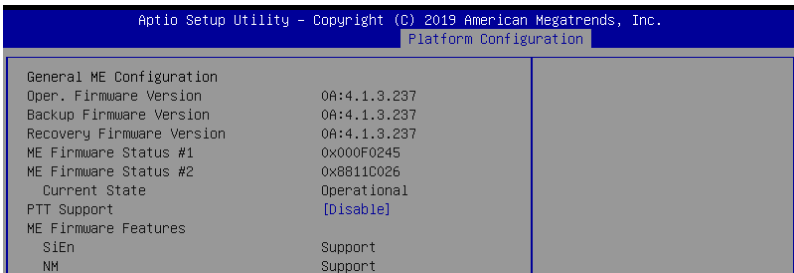 Aptio Setup Utility – Copyright (C) 2019 American Megatrends, Inc.
Platform Configuration
General ME Configuration
Oper. Firmware Version 0A:4.1.3.237
Backup Firmware Version 0A:4.1.3.237
Recovery Firmware Version 0A:4.1.3.237
ME Firmware Status #1 0x000F0245
ME Firmware Status #2 0x8811C026
Current State Operational
PTT Support [Disable]
ME Firmware Features
SiEn Support
NM Support